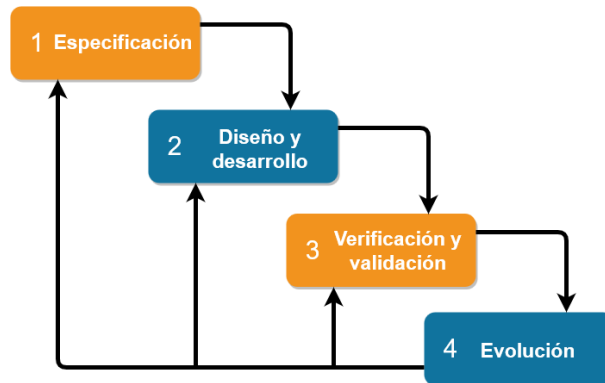 1 Especificación
2 Diseño y
desarrollo
3 Verificación y
validación
4 Evolución